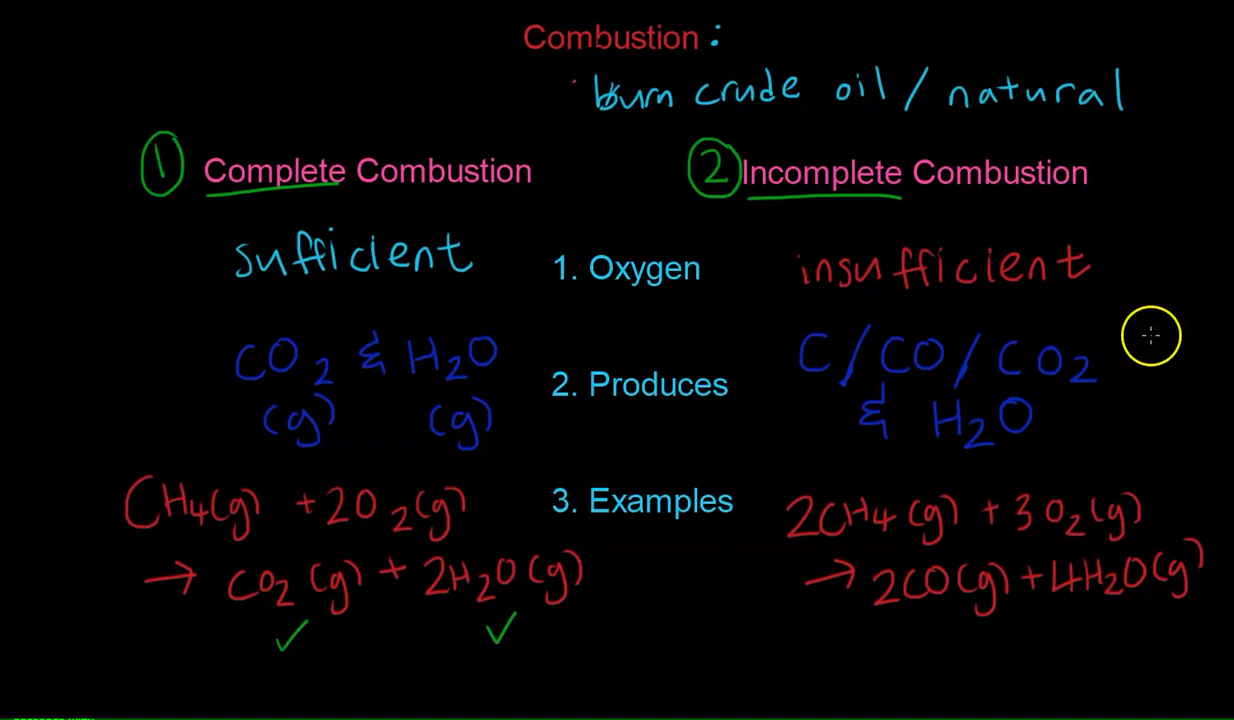 Combustion :
burn crude oil / natural
1 Complete Combustion
2 Incomplete Combustion
sufficient
1. Oxygen
insufficient
CO₂ & H₂O
(g) (g)
2. Produces
C/CO/CO₂
& H₂O
CH₄(g) + 2O₂(g)
→ CO₂(g) + 2H₂O(g)
3. Examples
2CH₄(g) + 3O₂(g)
→ 2CO(g) + 4H₂O(g)